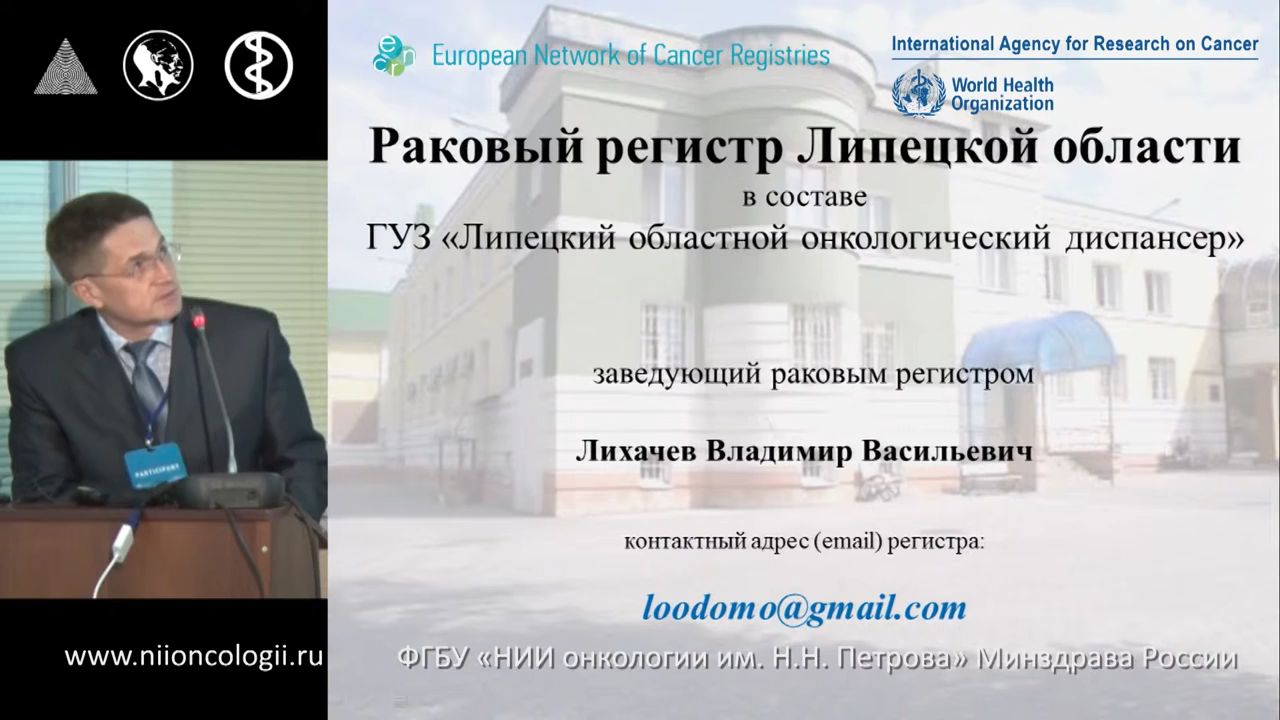 European Network of Cancer Registries
International Agency for Research on Cancer
World Health
Organization
Раковый регистр Липецкой области
в составе
ГУЗ «Липецкий областной онкологический диспансер»
заведующий раковым регистром
Лихачев Владимир Васильевич
контактный адрес (email) регистра:
loodomo@gmail.com
PARTICIPANT
www.niioncologii.ru
ФГБУ «НИИ онкологии им. Н.Н. Петрова» Минздрава России